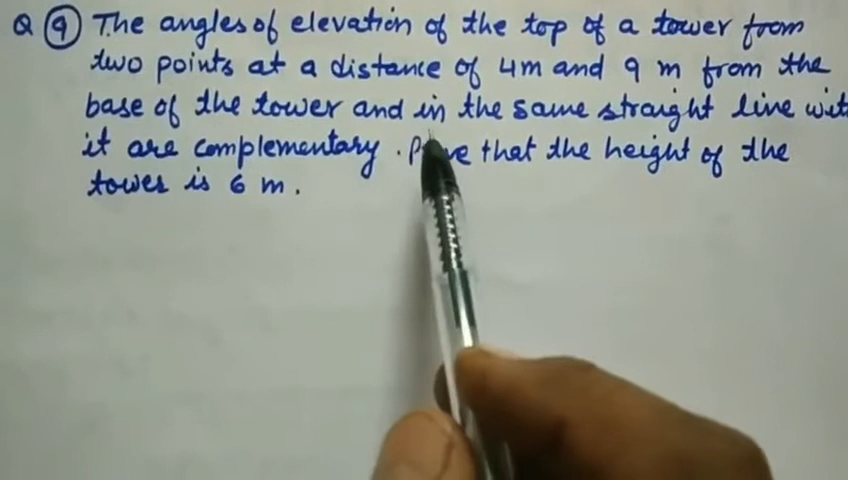 Q 9 The angles of elevation of the top of a tower from
two points at a distance of 4m and 9 m from the
base of the tower and in the same straight line
it are complementary. that the height of the
tower is 6 m.